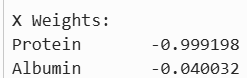 X Weights:
Protein -0.999198
Albumin -0.040032